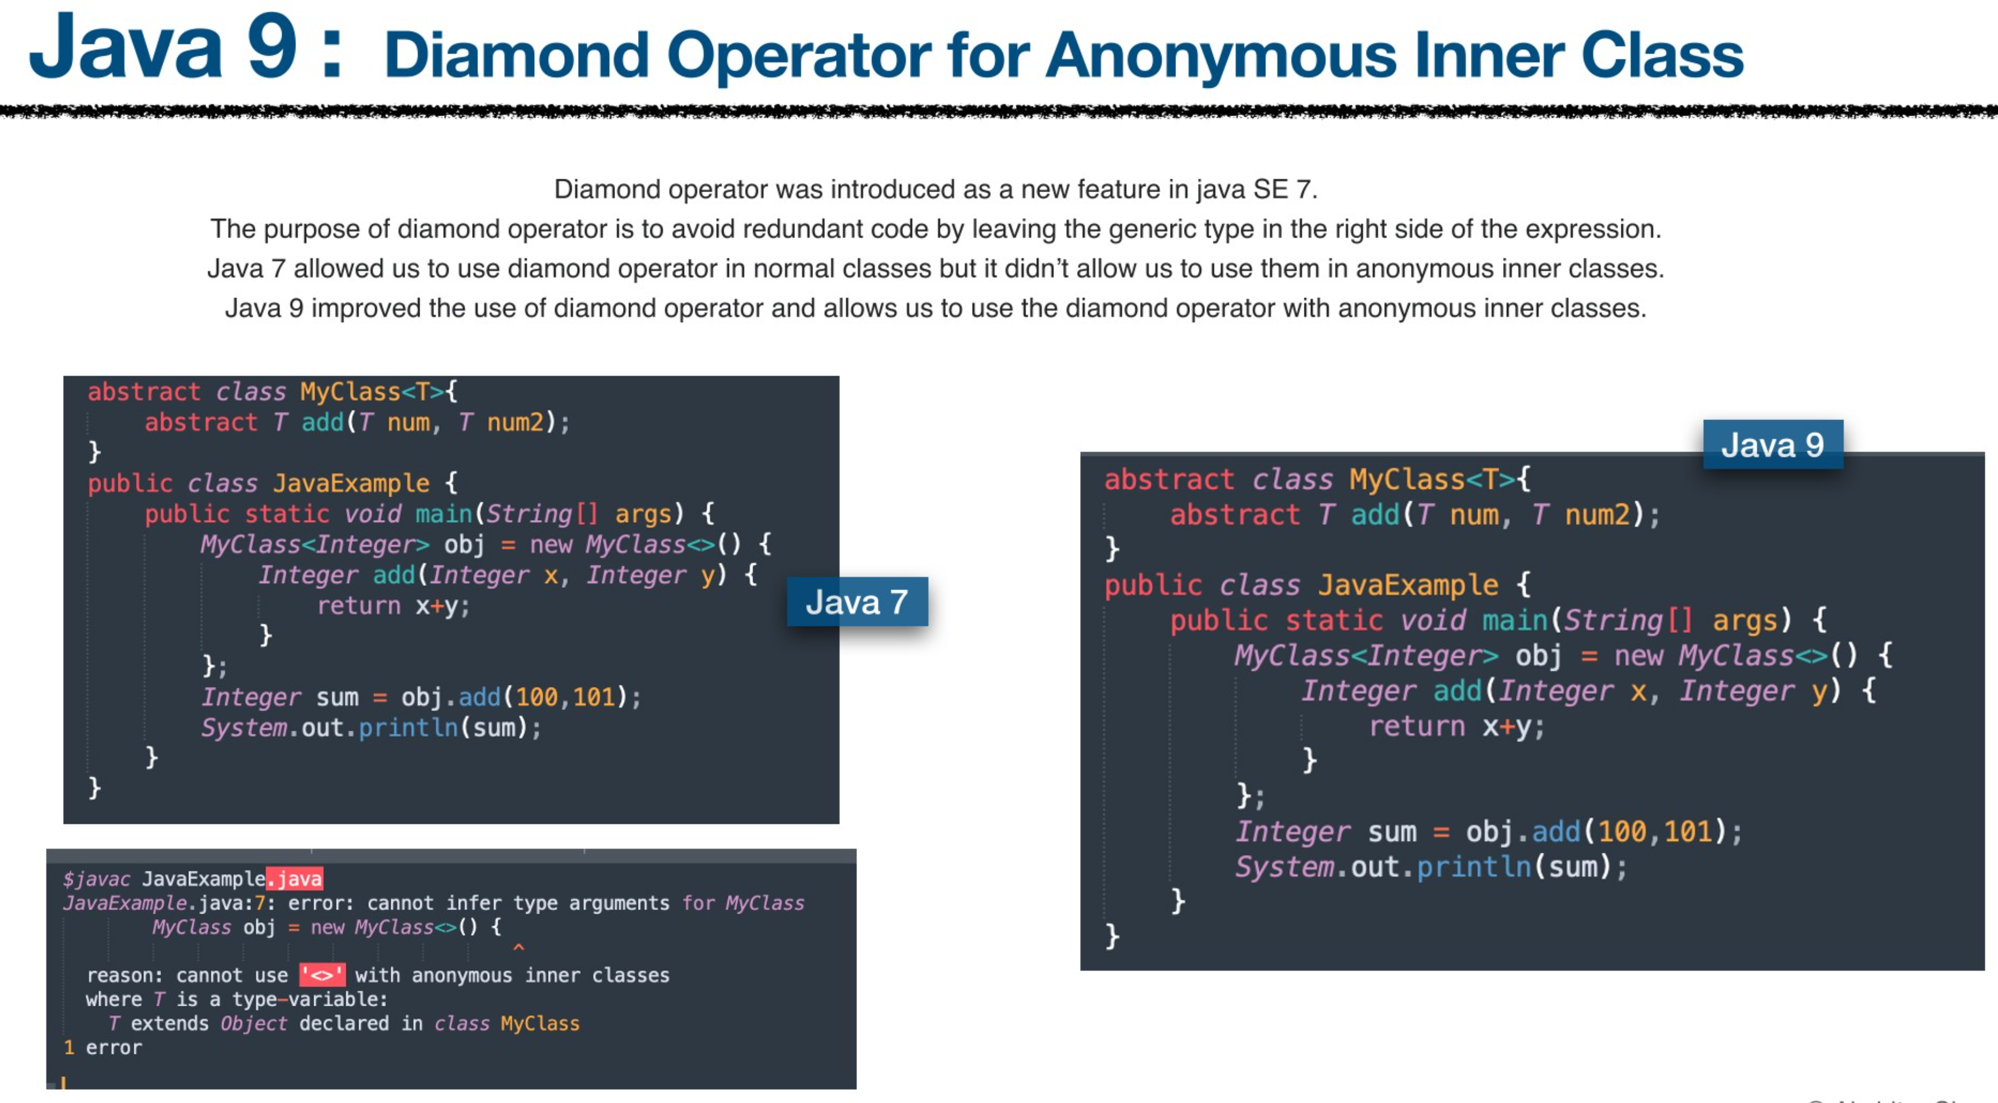 Java 9 : Diamond Operator for Anonymous Inner Class
Diamond operator was introduced as a new feature in java SE 7.
The purpose of diamond operator is to avoid redundant code by leaving the generic type in the right side of the expression.
Java 7 allowed us to use diamond operator in normal classes but it didn’t allow us to use them in anonymous inner classes.
Java 9 improved the use of diamond operator and allows us to use the diamond operator with anonymous inner classes.
abstract class MyClass<T>{
    abstract T add(T num, T num2);
}
public class JavaExample {
    public static void main(String[] args) {
        MyClass<Integer> obj = new MyClass<>() {
            Integer add(Integer x, Integer y) {
                return x+y;
            }
        };
        Integer sum = obj.add(100,101);
        System.out.println(sum);
    }
}
Java 7
$javac JavaExample.java
JavaExample.java:7: error: cannot infer type arguments for MyClass
        MyClass obj = new MyClass<>() {
                                        ^
  reason: cannot use '<>' with anonymous inner classes
  where T is a type-variable:
    T extends Object declared in class MyClass
1 error
Java 9
abstract class MyClass<T>{
    abstract T add(T num, T num2);
}
public class JavaExample {
    public static void main(String[] args) {
        MyClass<Integer> obj = new MyClass<>() {
            Integer add(Integer x, Integer y) {
                return x+y;
            }
        };
        Integer sum = obj.add(100,101);
        System.out.println(sum);
    }
}